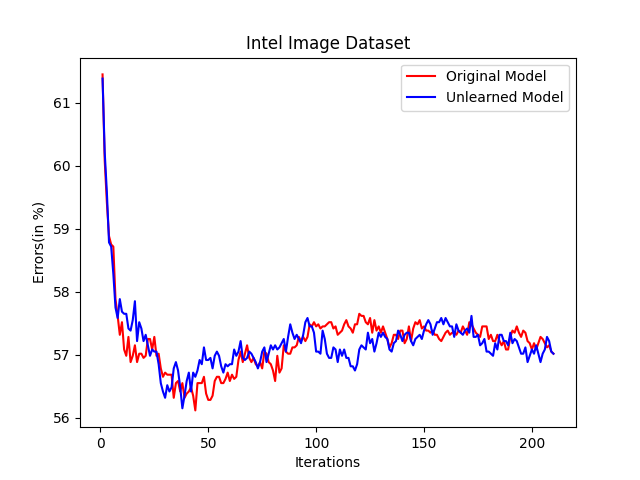 Intel Image Dataset
Original Model
Unlearned Model
Errors(in %)
61
60
59
58
57
56
0
50
100
150
200
Iterations